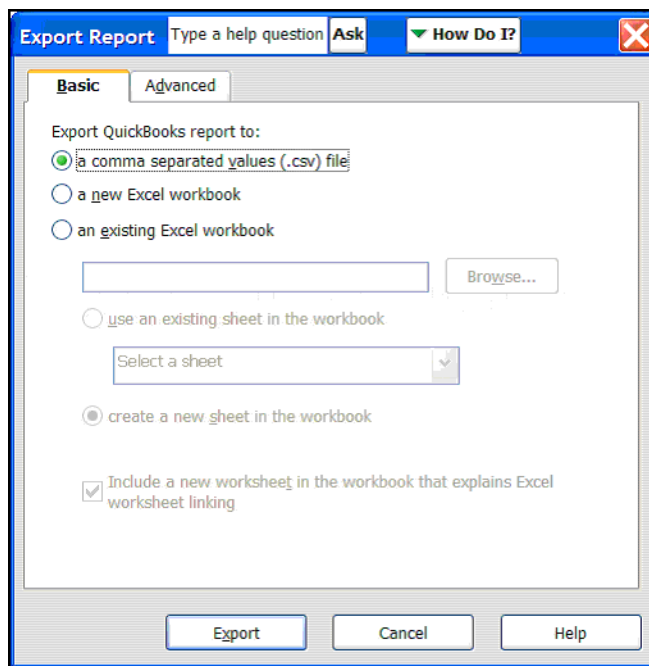 Export Report Type a help question Ask How Do I?
Basic Advanced
Export QuickBooks report to:
a comma separated values (.csv) file
a new Excel workbook
an existing Excel workbook
Browse...
use an existing sheet in the workbook
Select a sheet
create a new sheet in the workbook
Include a new worksheet in the workbook that explains Excel
worksheet linking
Export Cancel Help